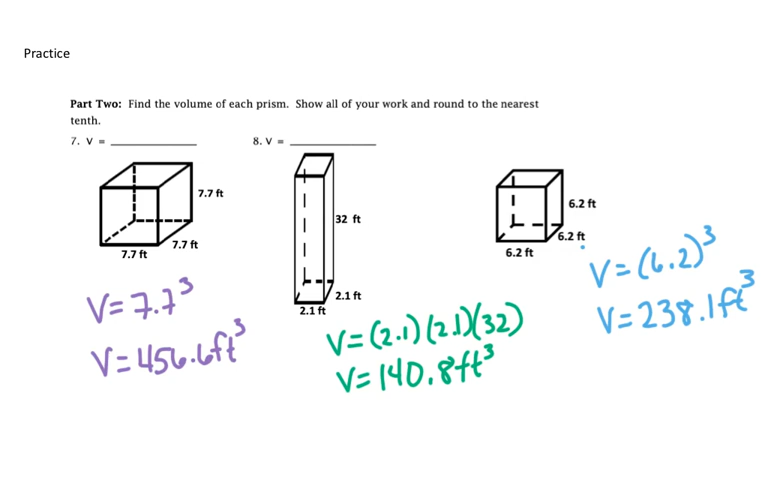 Practice
Part Two: Find the volume of each prism. Show all of your work and round to the nearest
tenth.
7. V = ____________ 8. V = ____________
7.7 ft
7.7 ft
7.7 ft
V=7.7³
V=456.6ft³
32 ft
2.1 ft
2.1 ft
V=(2.1)(2.1)(32)
V=140.8ft³
6.2 ft
6.2 ft
6.2 ft
V=(6.2)³
V=238.1ft³